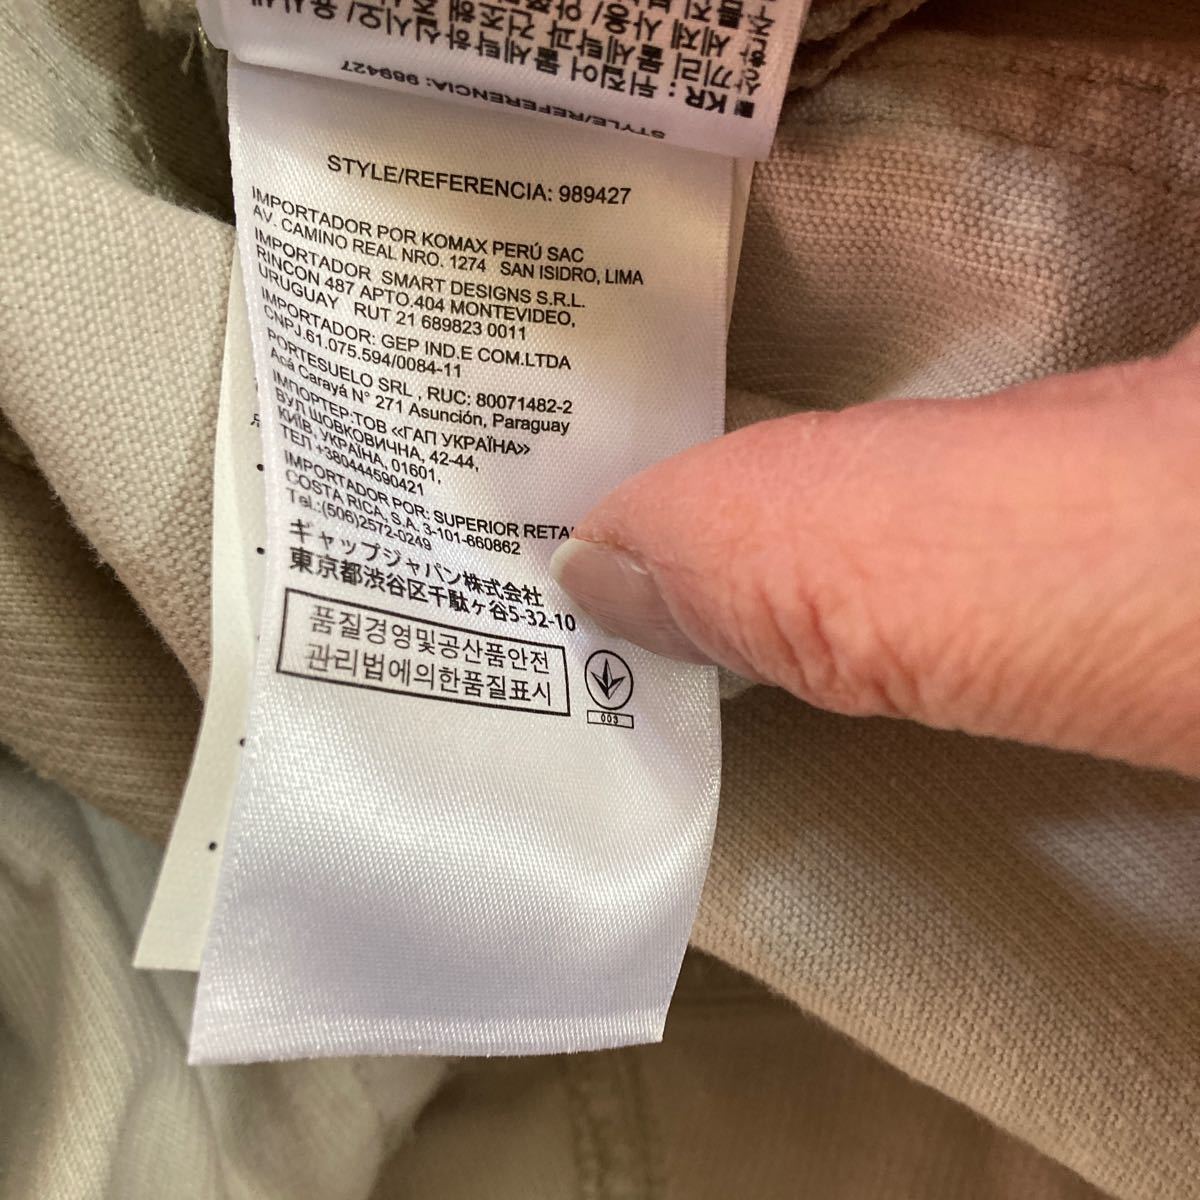 STYLE/REFERENCIA: 989427
STYLE/REFERENCIA: 989427
IMPORTADOR POR KOMAX PERÚ SAC
AV. CAMINO REAL NRO. 1274 SAN ISIDRO, LIMA
IMPORTADOR SMART DESIGNS S.R.L.
RINCON 487 APTO.404 MONTEVIDEO,
URUGUAY RUT 21 689823 0011
IMPORTADOR: GEP IND.E COM.LTDA
CNPJ.61.075.594/0084-11
PORTESUELO SRL , RUC: 80071482-2
Acá Carayá N° 271 Asunción, Paraguay
ІМПОРТЕР:ТОВ «ГАП УКРАЇНА»
ВУЛ ШОВКОВИЧНА, 42-44,
КИЇВ, УКРАЇНА, 01601,
ТЕЛ +380444590421
IMPORTADOR POR: SUPERIOR RETAI
COSTA RICA, S.A. 3-101-660862
Tel.:(506)2572-0249
ギャップジャパン株式会社
東京都渋谷区千駄ヶ谷5-32-10
품질경영및공산품안전
관리법에의한품질표시
003